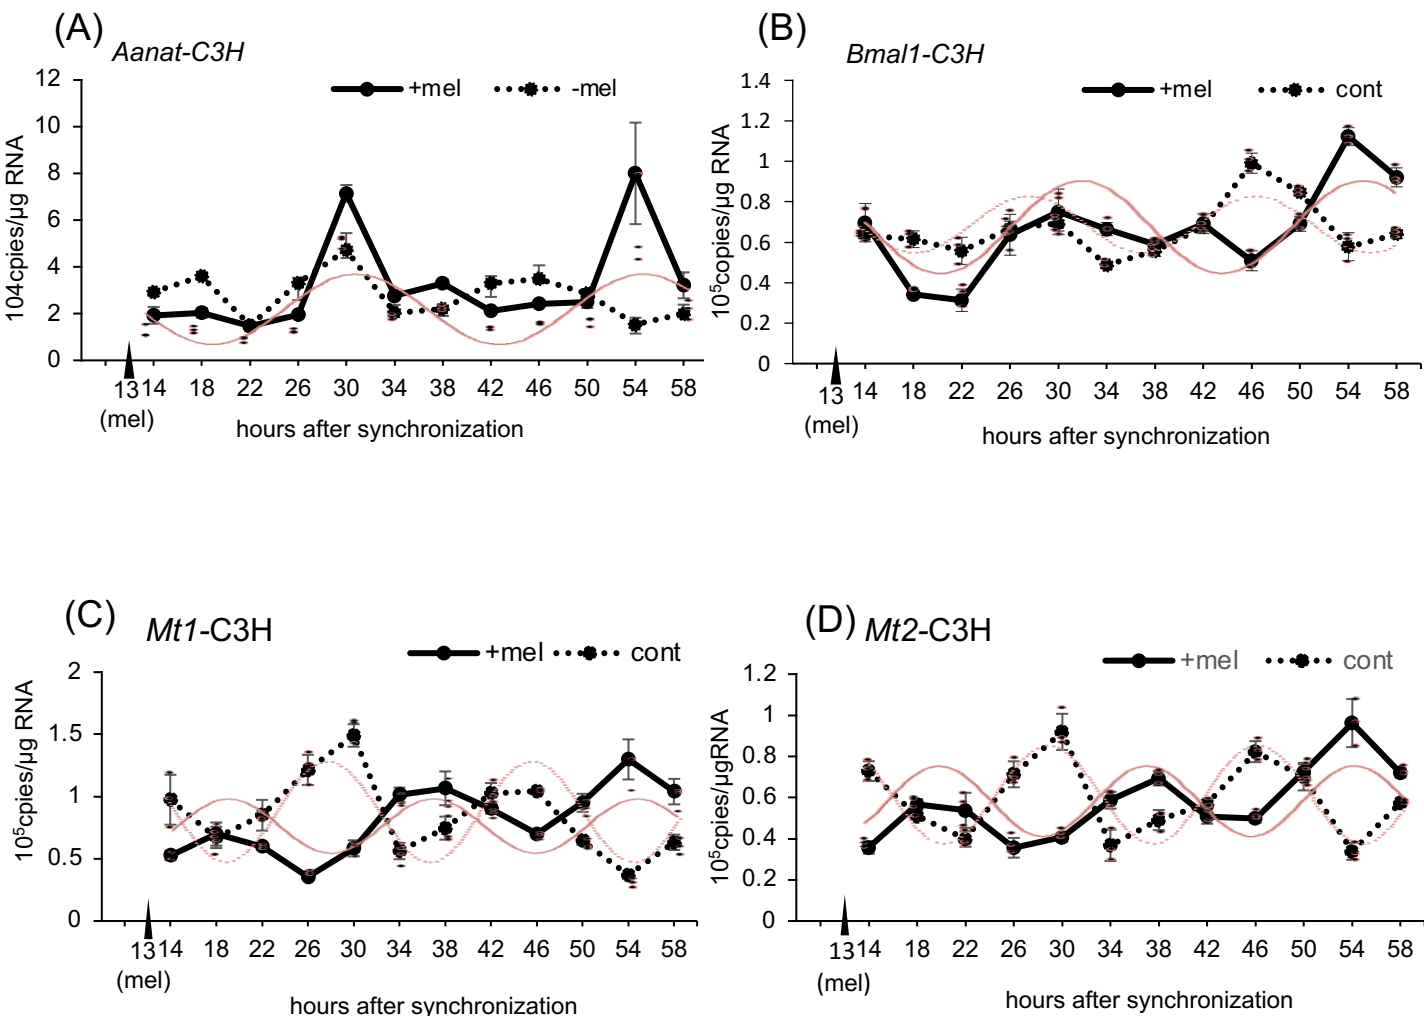 (A)
Aanat-C3H
+mel
-mel
12
10
8
6
4
2
0
104copies/µg RNA
13 14 18 22 26 30 34 38 42 46 50 54 58
(mel)
hours after synchronization
(B)
Bmal1-C3H
+mel
cont
1.4
1.2
1
0.8
0.6
0.4
0.2
0
10⁵copies/µg RNA
13 14 18 22 26 30 34 38 42 46 50 54 58
(mel)
hours after synchronization
(C)
Mt1-C3H
+mel
cont
2
1.5
1
0.5
0
10⁵cpies/µg RNA
13 14 18 22 26 30 34 38 42 46 50 54 58
(mel)
hours after synchronization
(D)
Mt2-C3H
+mel
cont
1.2
1
0.8
0.6
0.4
0.2
0
10⁵cpies/µgRNA
13 14 18 22 26 30 34 38 42 46 50 54 58
(mel)
hours after synchronization